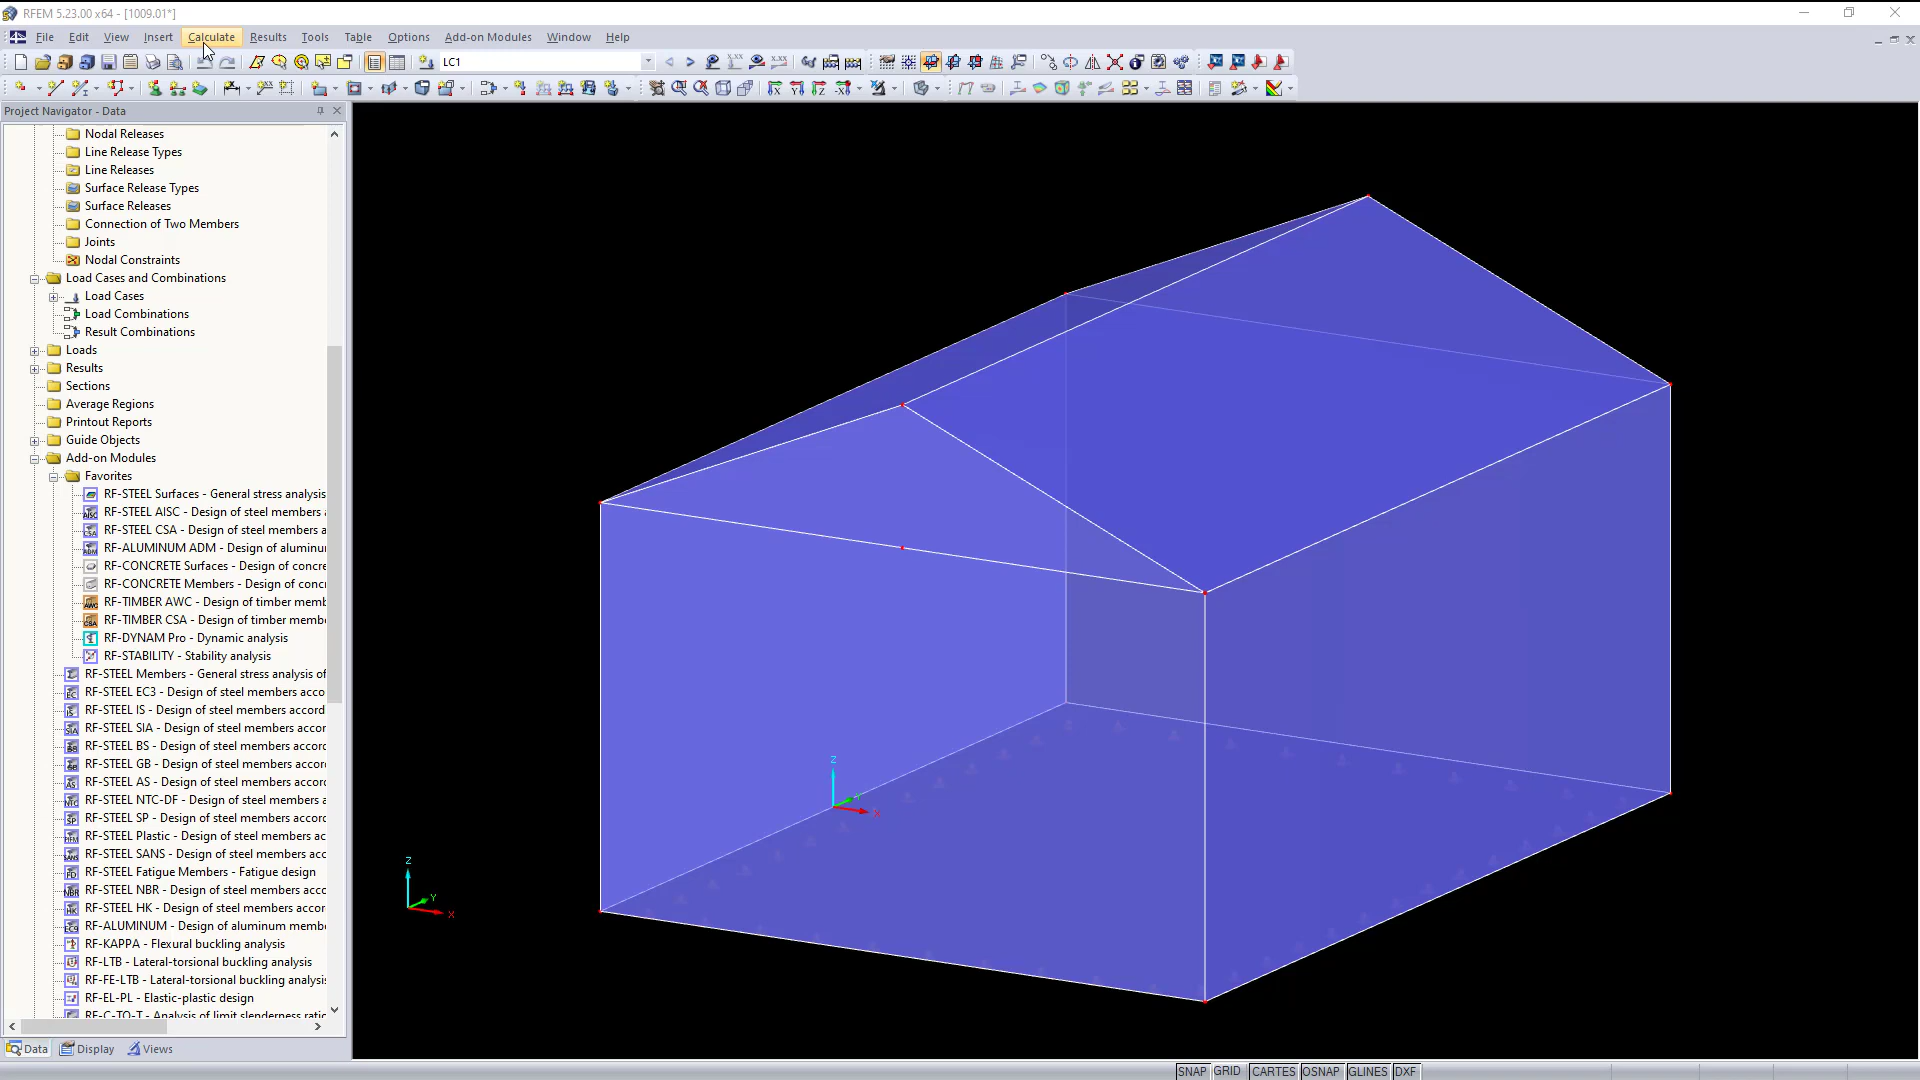 RFEM 5.23.00 x64 - [1009.01*]
File Edit View Insert Calculate Results Tools Table Options Add-on Modules Window Help
LC1
Project Navigator - Data
Nodal Releases
Line Release Types
Line Releases
Surface Release Types
Surface Releases
Connection of Two Members
Joints
Nodal Constraints
Load Cases and Combinations
Load Cases
Load Combinations
Result Combinations
Loads
Results
Sections
Average Regions
Printout Reports
Guide Objects
Add-on Modules
Favorites
RF-STEEL Surfaces - General stress analysis
RF-STEEL AISC - Design of steel members
RF-STEEL CSA - Design of steel members a
RF-ALUMINUM ADM - Design of aluminu
RF-CONCRETE Surfaces - Design of concre
RF-CONCRETE Members - Design of conc
RF-TIMBER AWC - Design of timber memb
RF-TIMBER CSA - Design of timber membe
RF-DYNAM Pro - Dynamic analysis
RF-STABILITY - Stability analysis
RF-STEEL Members - General stress analysis of
RF-STEEL EC3 - Design of steel members acco
RF-STEEL IS - Design of steel members accord
RF-STEEL SIA - Design of steel members accor
RF-STEEL BS - Design of steel members accorc
RF-STEEL GB - Design of steel members accor
RF-STEEL AS - Design of steel members accor
RF-STEEL NTC-DF - Design of steel members a
RF-STEEL SP - Design of steel members accor
RF-STEEL Plastic - Design of steel members ac
RF-STEEL SANS - Design of steel members acc
RF-STEEL Fatigue Members - Fatigue design
RF-STEEL NBR - Design of steel members acco
RF-STEEL HK - Design of steel members accor
RF-ALUMINUM - Design of aluminum membe
RF-KAPPA - Flexural buckling analysis
RF-LTB - Lateral-torsional buckling analysis
RF-FE-LTB - Lateral-torsional buckling analysis
RF-EL-PL - Elastic-plastic design
RF-C-TO-T - Analysis of limit slenderness ratio
Data Display Views
Z
Y
X
Z
X
SNAP GRID CARTES OSNAP GLINES DXF